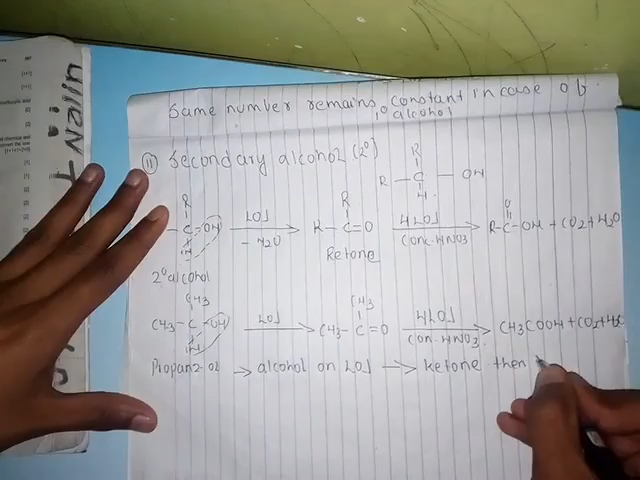 Same number remains constant in case of
1° alcohol
(ii) Secondary alcohol (2°)
R
R – C – OH
H
R
C – OH
H
[O]
- H2O
R
R – C = O
Ketone
4[O]
Conc. HNO3
O
R – C – OH + CO2 + H2O
2° alcohol
CH3
CH3 – C – OH
H
[O]
CH3
CH3 – C = O
4[O]
Con. HNO3
CH3COOH + CO2 + H2O
Propan 2-ol → alcohol on [O] → ketone then